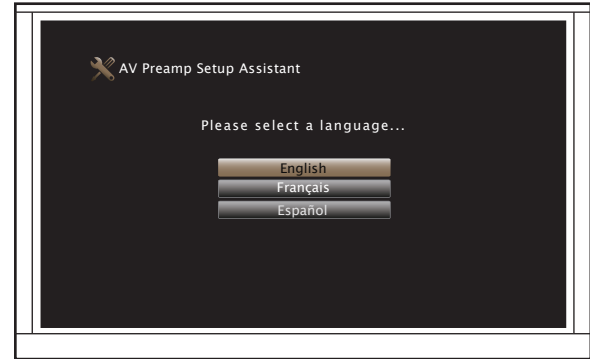 AV Preamp Setup Assistant
Please select a language...
English
Français
Español